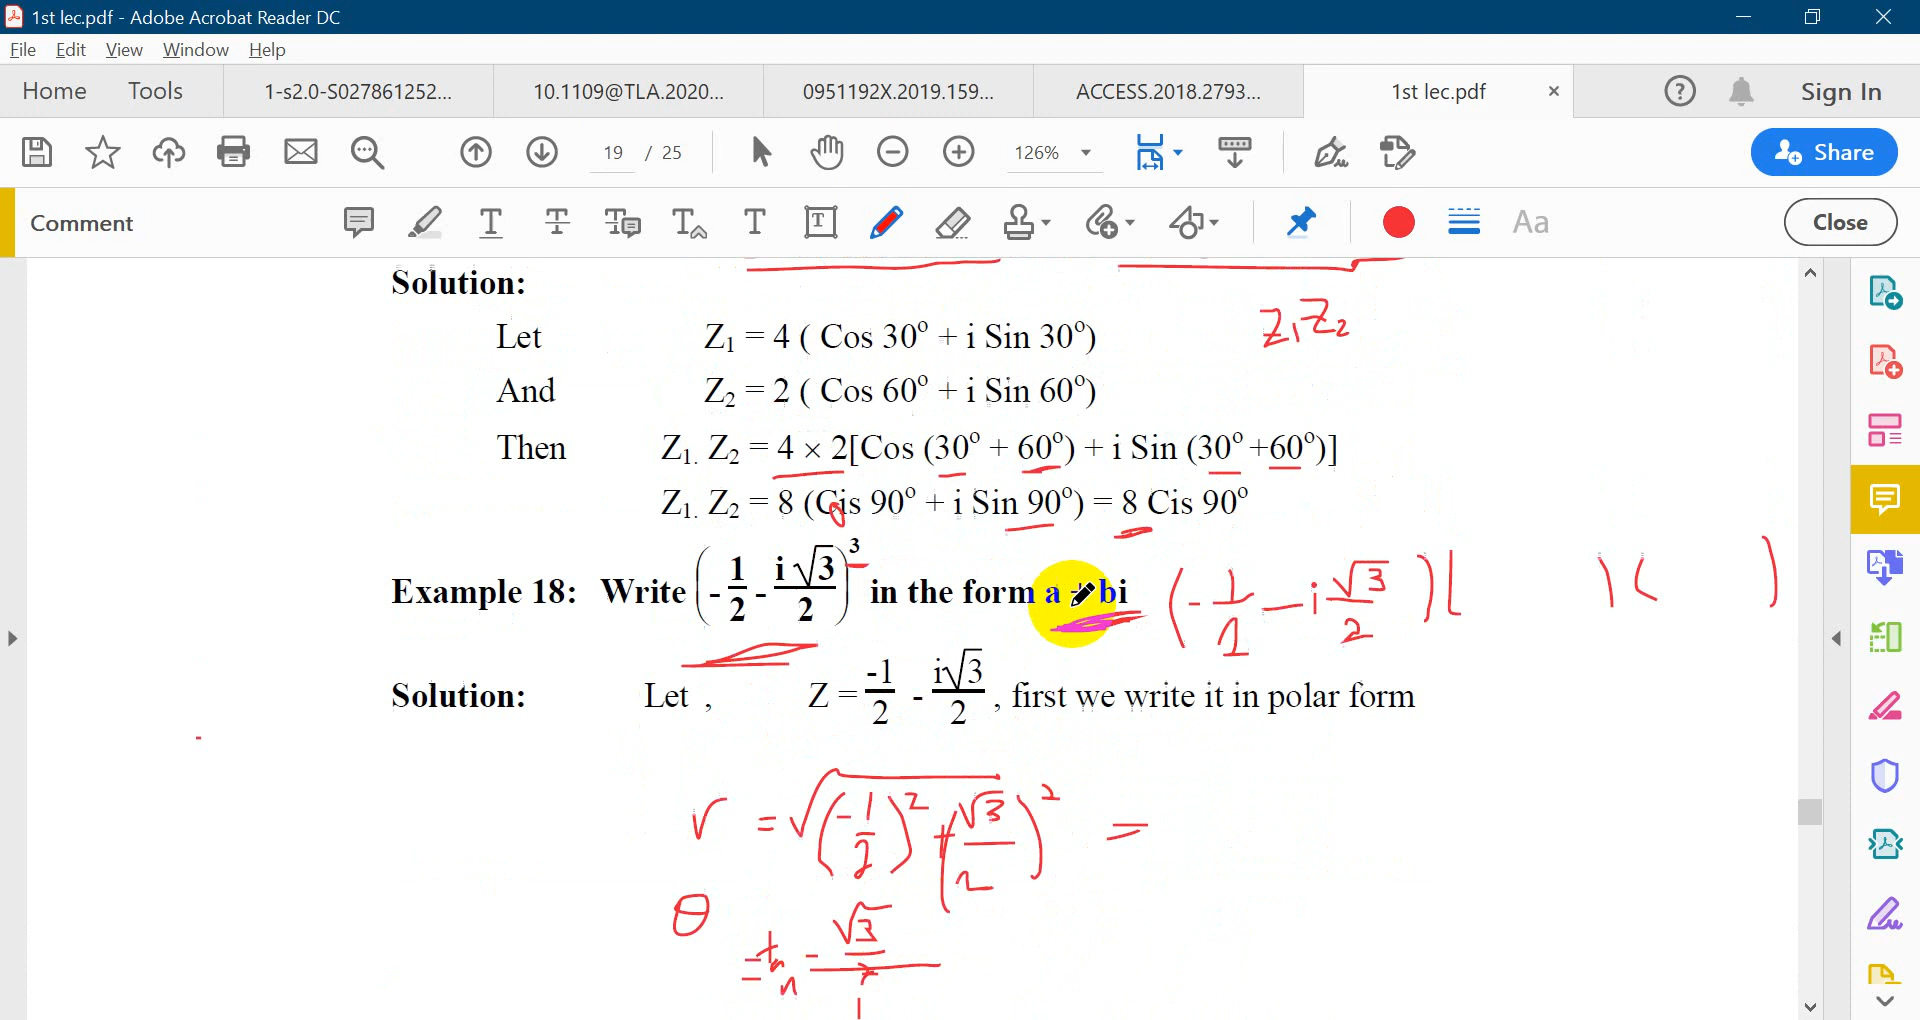 1st lec.pdf - Adobe Acrobat Reader DC
File Edit View Window Help
Home Tools 1-s2.0-S027861252... 10.1109@TLA.2020... 0951192X.2019.159... ACCESS.2018.2793... 1st lec.pdf × Sign In
19 / 25 126% Share
Comment Aa Close
Solution:
Z₁Z₂
Let Z₁ = 4 ( Cos 30° + i Sin 30°)
And Z₂ = 2 ( Cos 60° + i Sin 60°)
Then Z₁. Z₂ = 4 × 2[Cos (30° + 60°) + i Sin (30° +60°)]
Z₁. Z₂ = 8 (Cis 90° + i Sin 90°) = 8 Cis 90°
Example 18: Write (-1/2 - i√3/2)³ in the form a bi (-1/1 - i√3/2)( )( )
Solution: Let , Z = -1/2 - i√3/2 , first we write it in polar form
r = √(-1/2)² + (√3/2)² =
θ